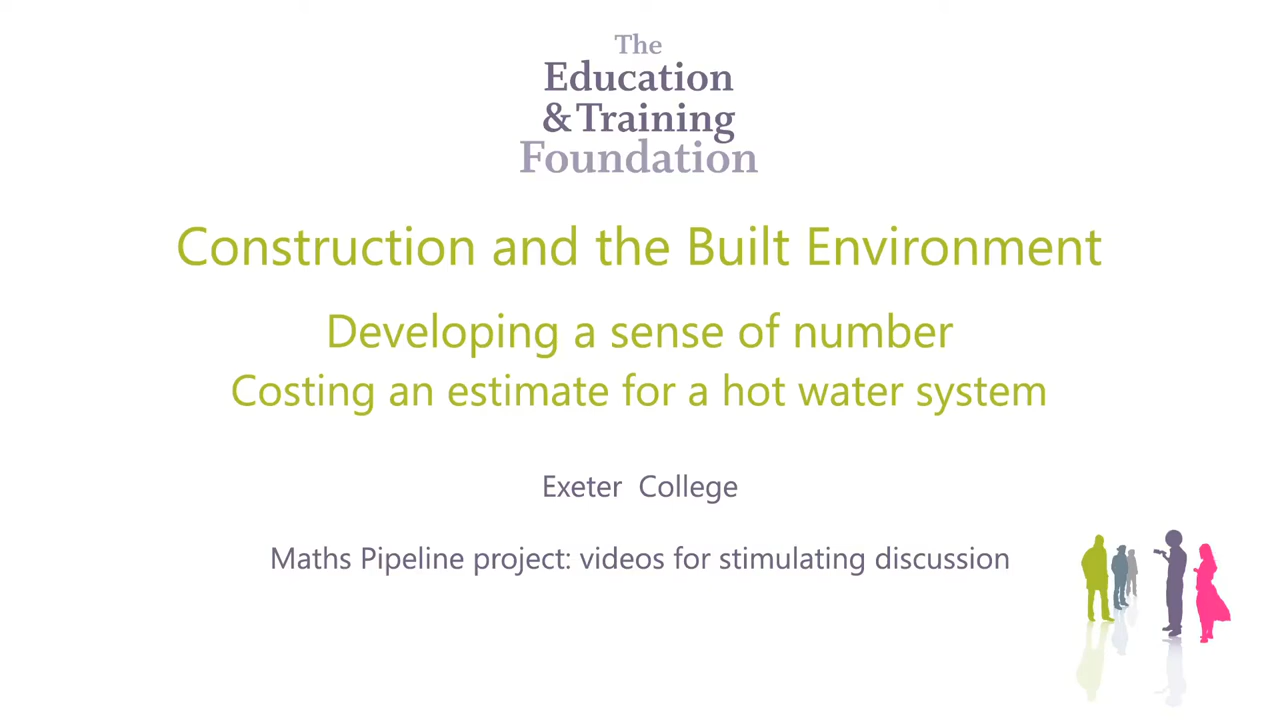 The
Education
& Training
Foundation
Construction and the Built Environment
Developing a sense of number
Costing an estimate for a hot water system
Exeter College
Maths Pipeline project: videos for stimulating discussion